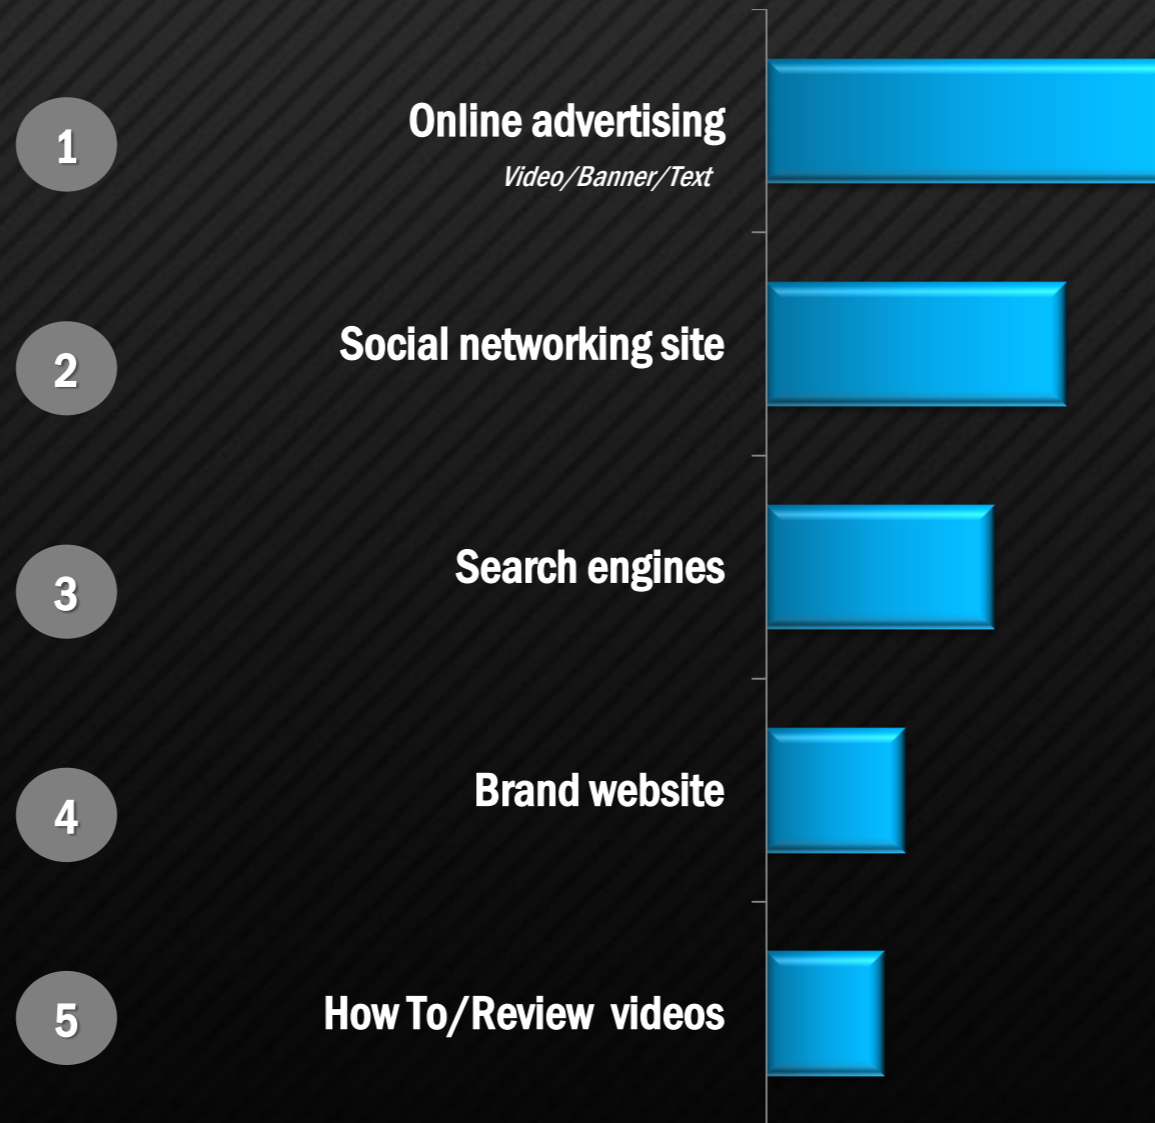 1
Online advertising
Video/Banner/Text
2
Social networking site
3
Search engines
4
Brand website
5
How To/Review  videos